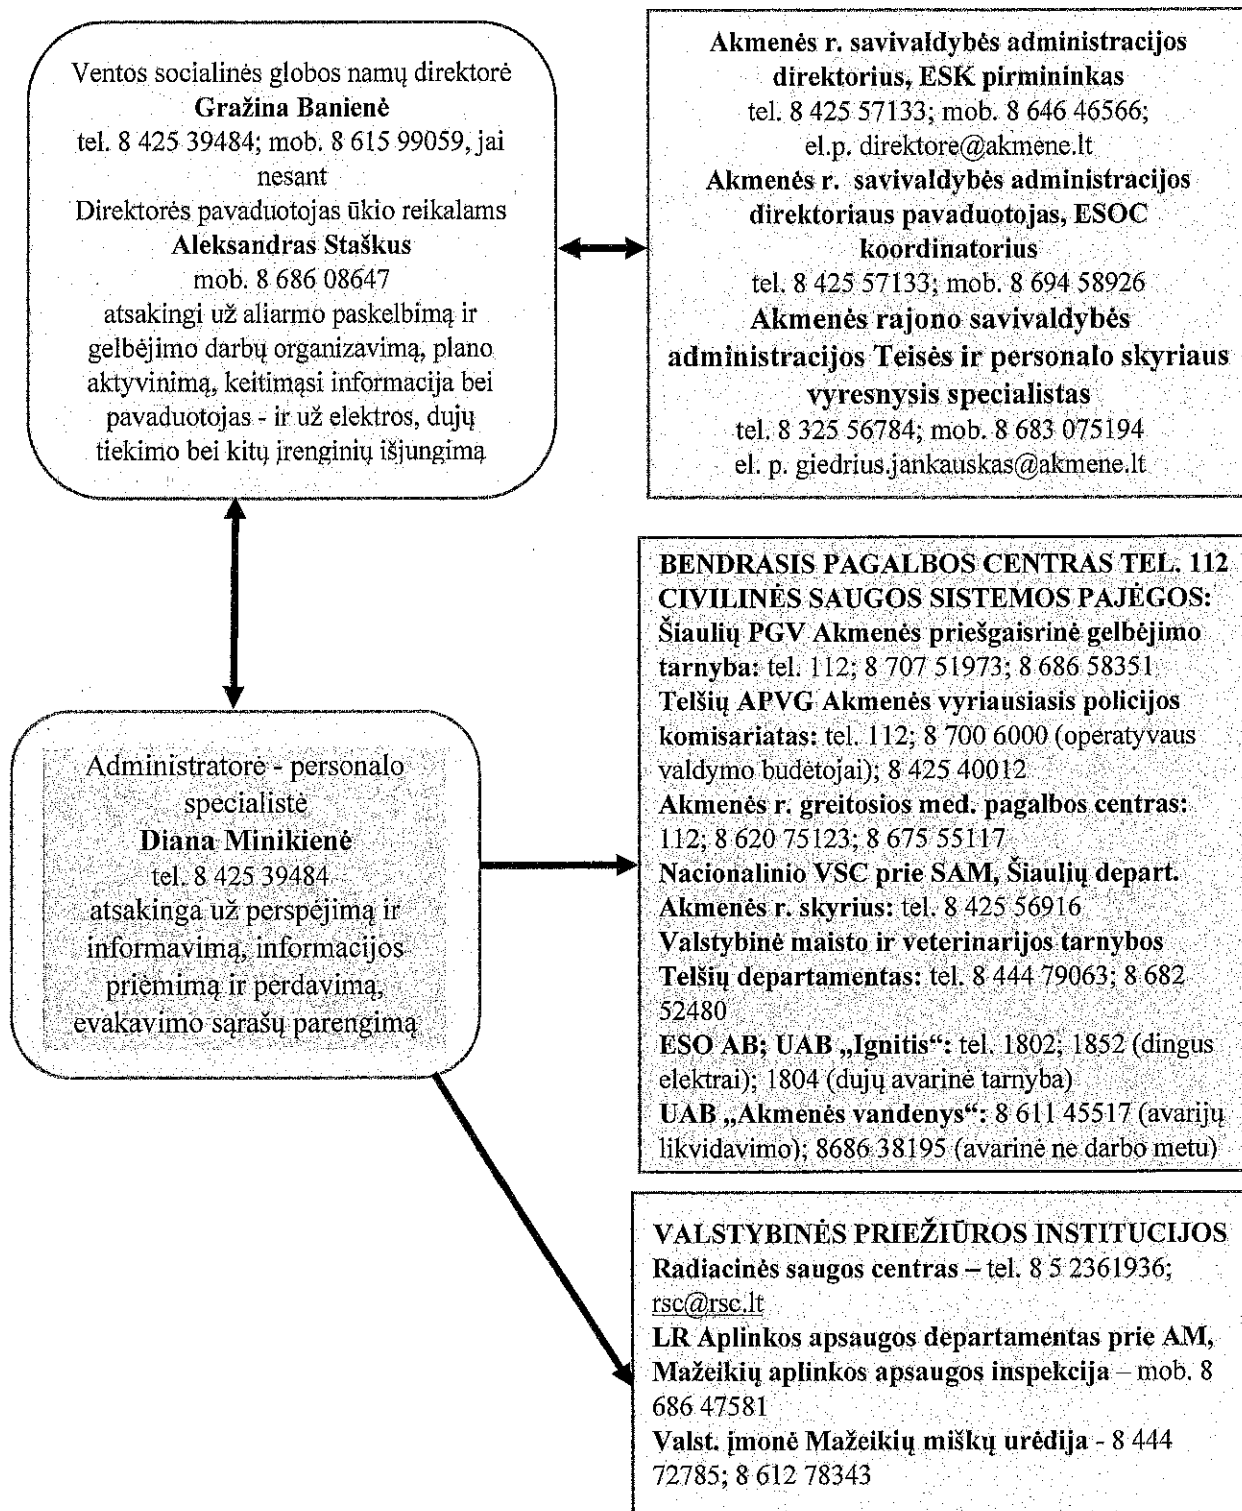 Ventos socialinės globos namų direktorė
Gražina Banienė
tel. 8 425 39484; mob. 8 615 99059, jai
nesant
Direktorės pavaduotojas ūkio reikalams
Aleksandras Staškus
mob. 8 686 08647
atsakingi už aliarmo paskelbimą ir
gelbėjimo darbų organizavimą, plano
aktyvinimą, keitimąsi informacija bei
pavaduotojas - ir už elektros, dujų
tiekimo bei kitų įrenginių išjungimą
Akmenės r. savivaldybės administracijos
direktorius, ESK pirmininkas
tel. 8 425 57133; mob. 8 646 46566;
el.p. direktore@akmene.lt
Akmenės r. savivaldybės administracijos
direktoriaus pavaduotojas, ESOC
koordinatorius
tel. 8 425 57133; mob. 8 694 58926
Akmenės rajono savivaldybės
administracijos Teisės ir personalo skyriaus
vyresnysis specialistas
tel. 8 325 56784; mob. 8 683 075194
el. p. giedrius.jankauskas@akmene.lt
Administratorė - personalo
specialistė
Diana Minikienė
tel. 8 425 39484
atsakinga už perspėjimą ir
informavimą, informacijos
priėmimą ir perdavimą,
evakavimo sąrašų parengimą
BENDRASIS PAGALBOS CENTRAS TEL. 112
CIVILINĖS SAUGOS SISTEMOS PAJĖGOS:
Šiaulių PGV Akmenės priešgaisrinė gelbėjimo
tarnyba: tel. 112; 8 707 51973; 8 686 58351
Telšių APVG Akmenės vyriausiasis policijos
komisariatas: tel. 112; 8 700 6000 (operatyvaus
valdymo budėtojai); 8 425 40012
Akmenės r. greitosios med. pagalbos centras:
112; 8 620 75123; 8 675 55117
Nacionalinio VSC prie SAM, Šiaulių depart.
Akmenės r. skyrius: tel. 8 425 56916
Valstybinė maisto ir veterinarijos tarnybos
Telšių departamentas: tel. 8 444 79063; 8 682
52480
ESO AB; UAB „Ignitis“: tel. 1802; 1852 (dingus
elektrai); 1804 (dujų avarinė tarnyba)
UAB „Akmenės vandenys“: 8 611 45517 (avarijų
likvidavimo); 8686 38195 (avarinė ne darbo metu)
VALSTYBINĖS PRIEŽIŪROS INSTITUCIJOS
Radiacinės saugos centras – tel. 8 5 2361936;
rsc@rsc.lt
LR Aplinkos apsaugos departamentas prie AM,
Mažeikių aplinkos apsaugos inspekcija – mob. 8
686 47581
Valst. įmonė Mažeikių miškų urėdija - 8 444
72785; 8 612 78343